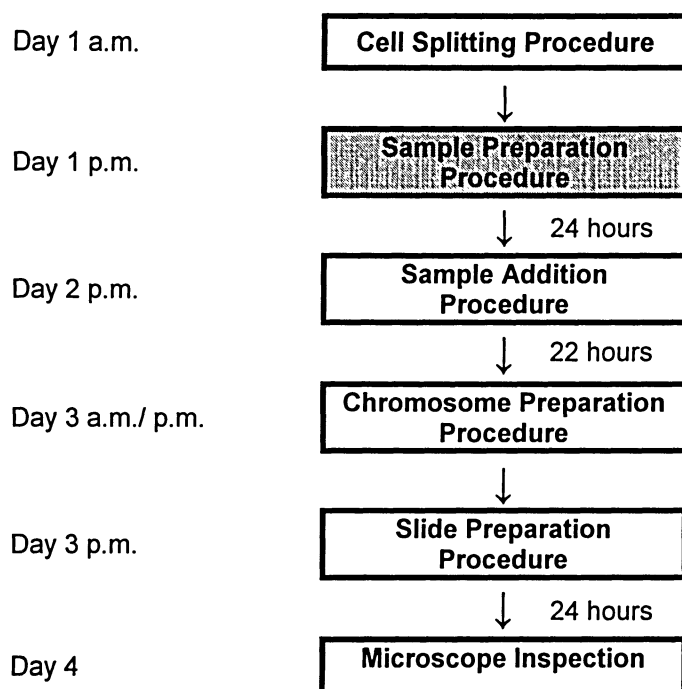 Day 1 a.m.
Cell Splitting Procedure
Day 1 p.m.
Sample Preparation
Procedure
24 hours
Day 2 p.m.
Sample Addition
Procedure
22 hours
Day 3 a.m./ p.m.
Chromosome Preparation
Procedure
Day 3 p.m.
Slide Preparation
Procedure
24 hours
Day 4
Microscope Inspection